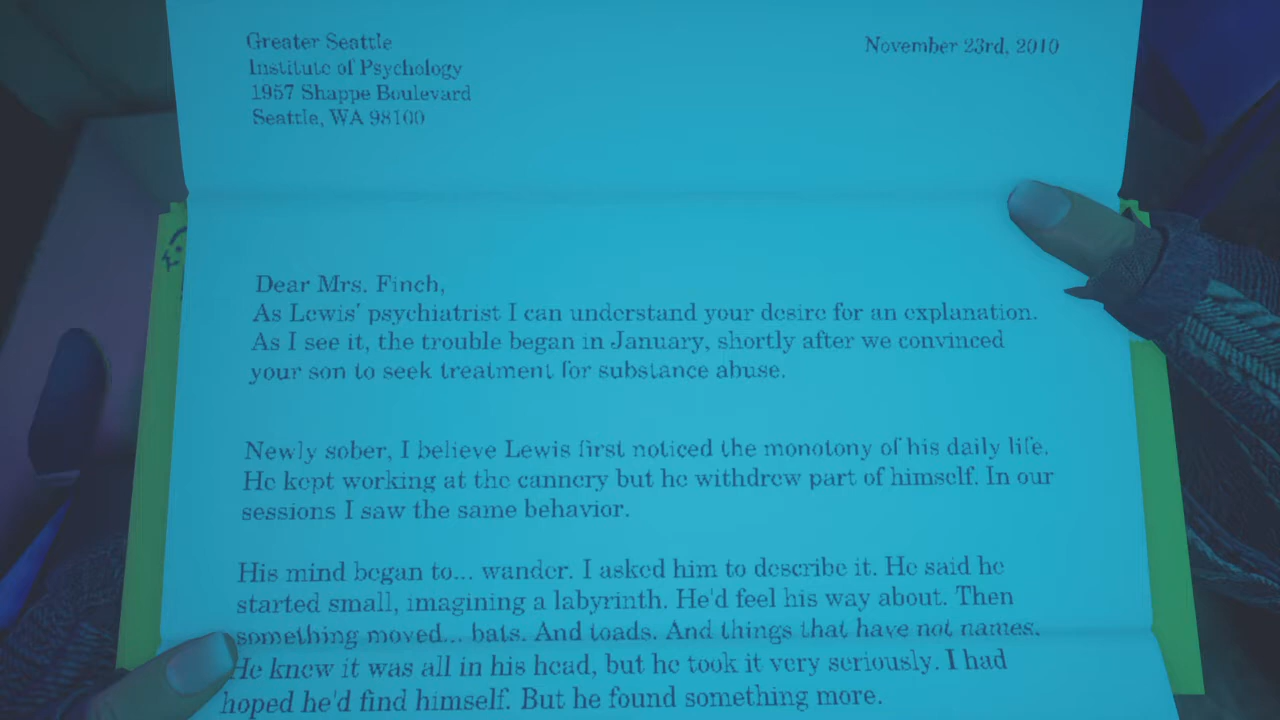 Greater Seattle
November 23rd, 2010
Institute of Psychology
1957 Shappe Boulevard
Seattle, WA 98100
Dear Mrs. Finch,
As Lewis' psychiatrist I can understand your desire for an explanation.
As I see it, the trouble began in January, shortly after we convinced
your son to seek treatment for substance abuse.
Newly sober, I believe Lewis first noticed the monotony of his daily life.
He kept working at the cannery but he withdrew part of himself. In our
sessions I saw the same behavior.
His mind began to... wander. I asked him to describe it. He said he
started small, imagining a labyrinth. He'd feel his way about. Then
something moved... bats. And toads. And things that have not names.
He knew it was all in his head, but he took it very seriously. I had
hoped he'd find himself. But he found something more.